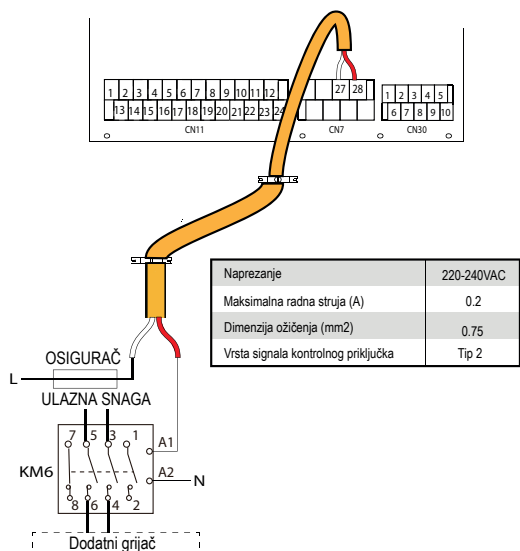 27 28
1 2 3 4 5 6 7 8 9 10 11 12
13 14 15 16 17 18 19 20 21 22 23 24
1 2 3 4 5
6 7 8 9 10
CN11 CN7 CN30
Naprezanje 220-240VAC
Maksimalna radna struja (A) 0.2
Dimenzija ožičenja (mm2) 0.75
Vrsta signala kontrolnog priključka Tip 2
OSIGURAČ
L
ULAZNA SNAGA
7 5 3 1
A1
KM6
A2 N
8 6 4 2
Dodatni grijač